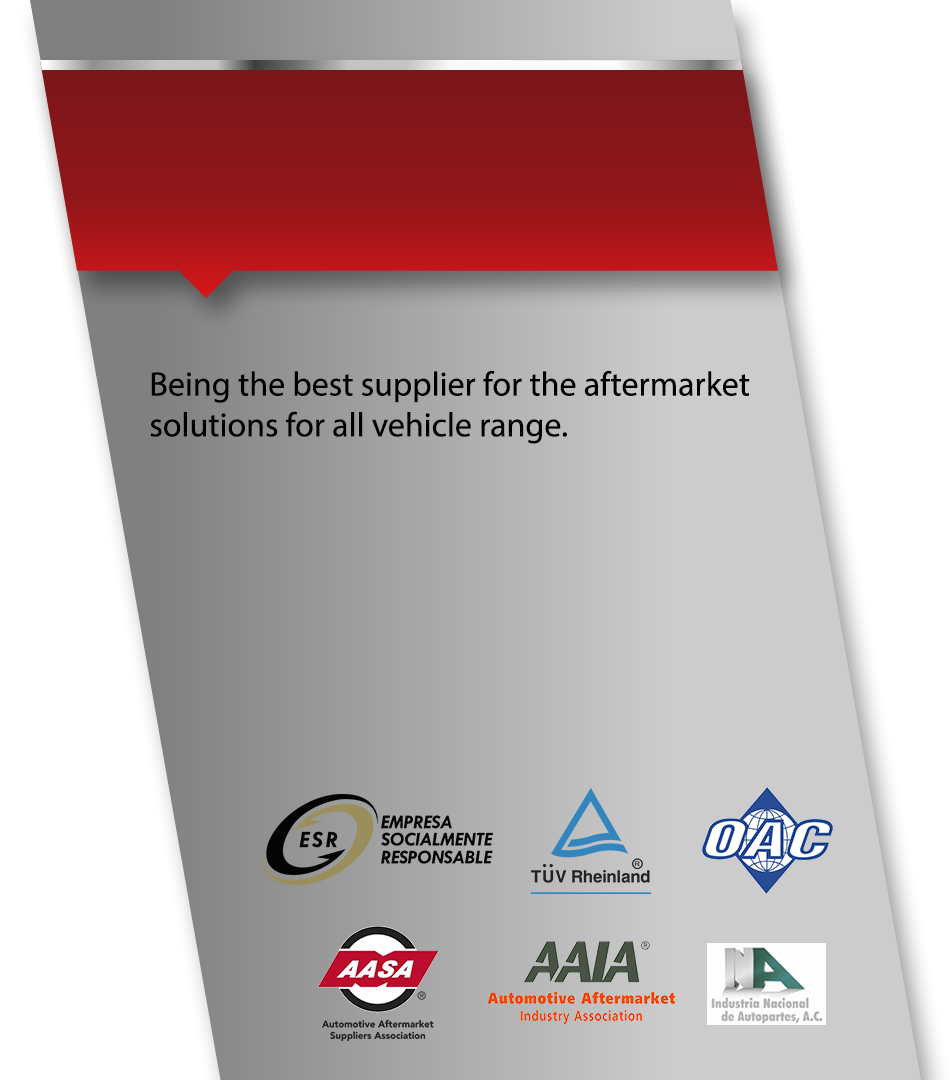 Being the best supplier for the aftermarket
solutions for all vehicle range.
ESR
EMPRESA
SOCIALMENTE
RESPONSABLE
TÜV Rheinland
®
OAC
AASA
®
Automotive Aftermarket
Suppliers Association
AAIA®
Automotive Aftermarket
Industry Association
INA
Industria Nacional
de Autopartes, A.C.